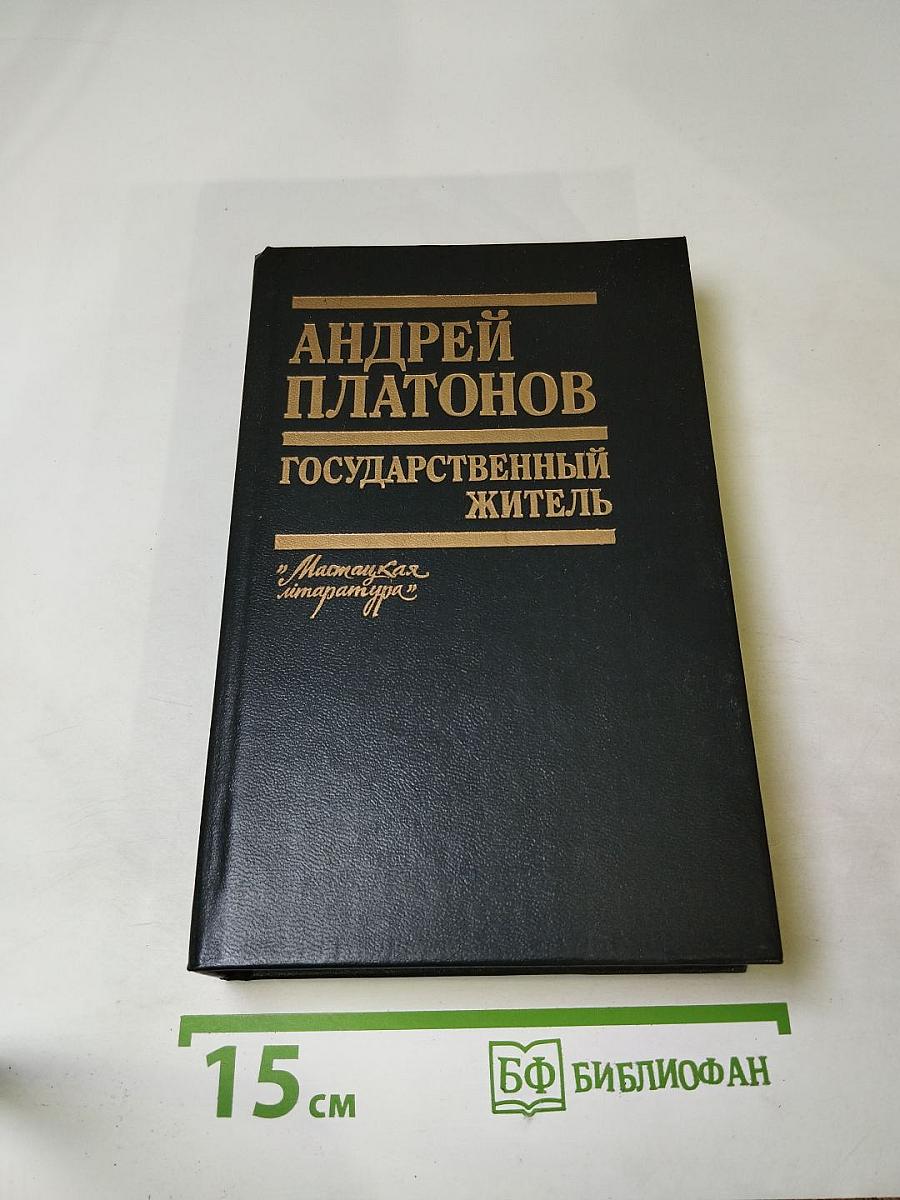 АНДРЕЙ
ПЛАТОНОВ
ГОСУДАРСТВЕННЫЙ
ЖИТЕЛЬ
„Мастацкая
літаратура”
15 см
БФ БИБЛИОФАН